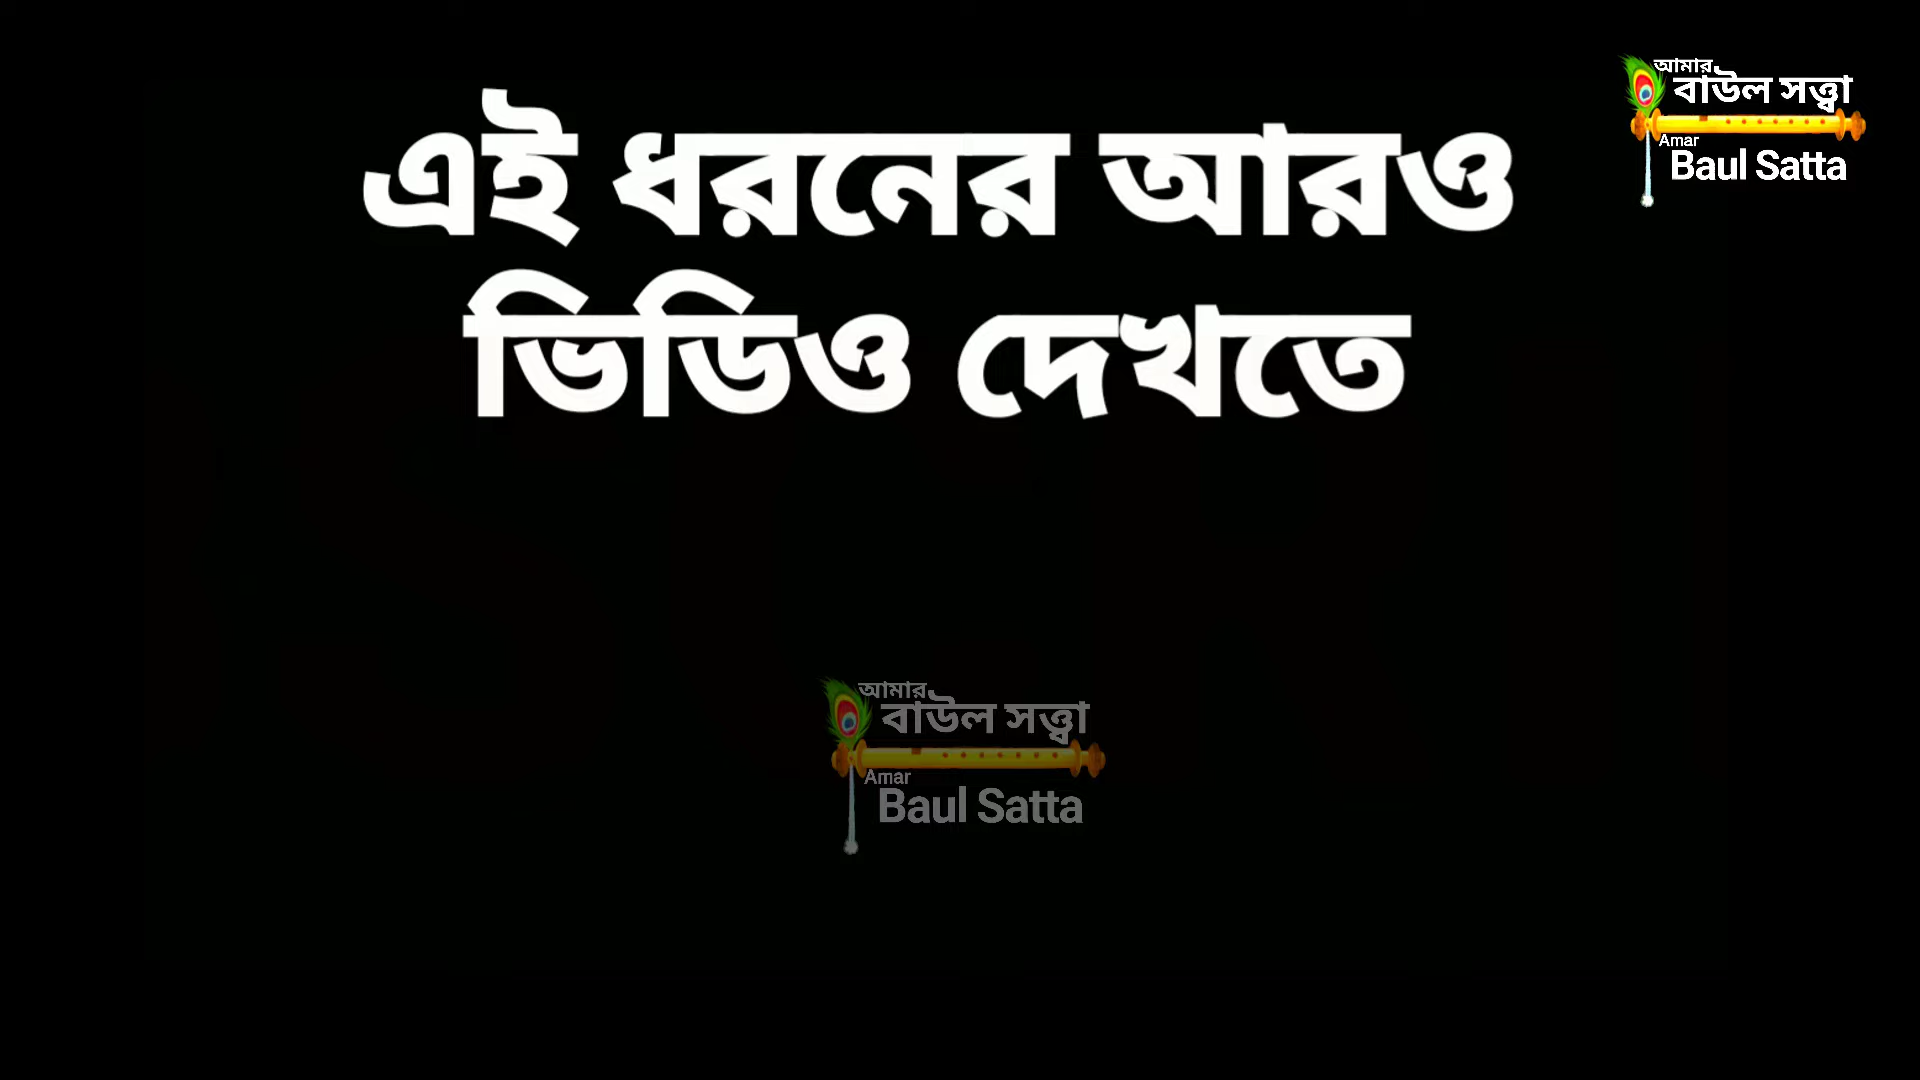 এই ধরনের আরও
ভিডিও দেখতে
আমার
বাউল সত্ত্বা
Amar
Baul Satta
আমার
বাউল সত্ত্বা
Amar
Baul Satta